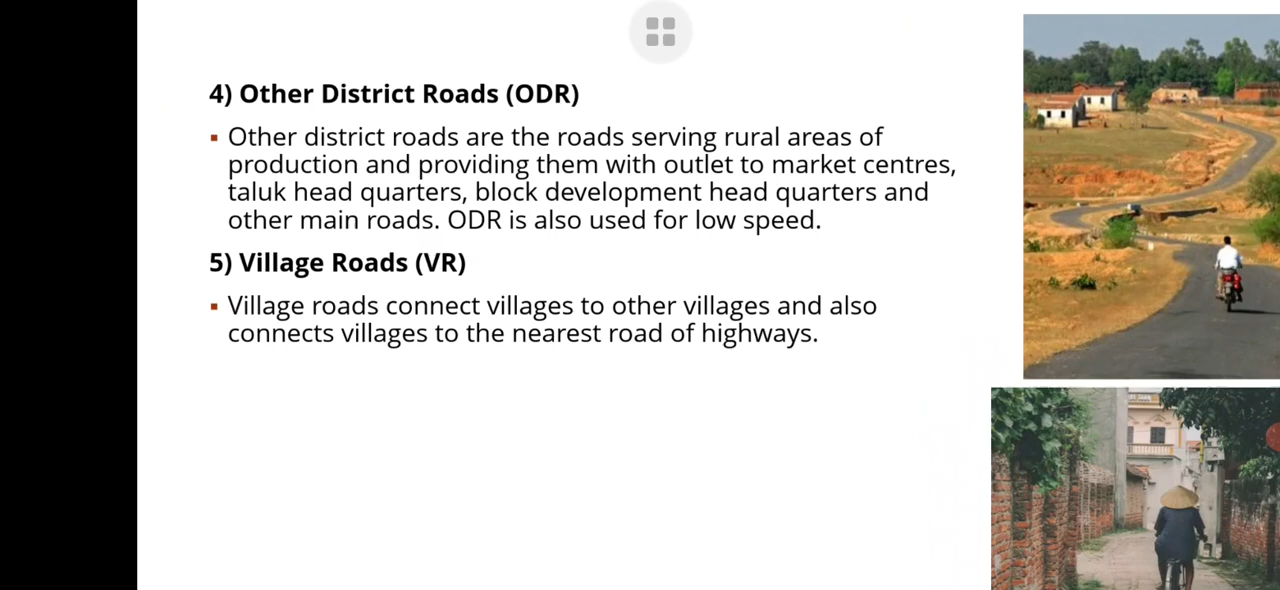 4) Other District Roads (ODR)
▪ Other district roads are the roads serving rural areas of
production and providing them with outlet to market centres,
taluk head quarters, block development head quarters and
other main roads. ODR is also used for low speed.
5) Village Roads (VR)
▪ Village roads connect villages to other villages and also
connects villages to the nearest road of highways.